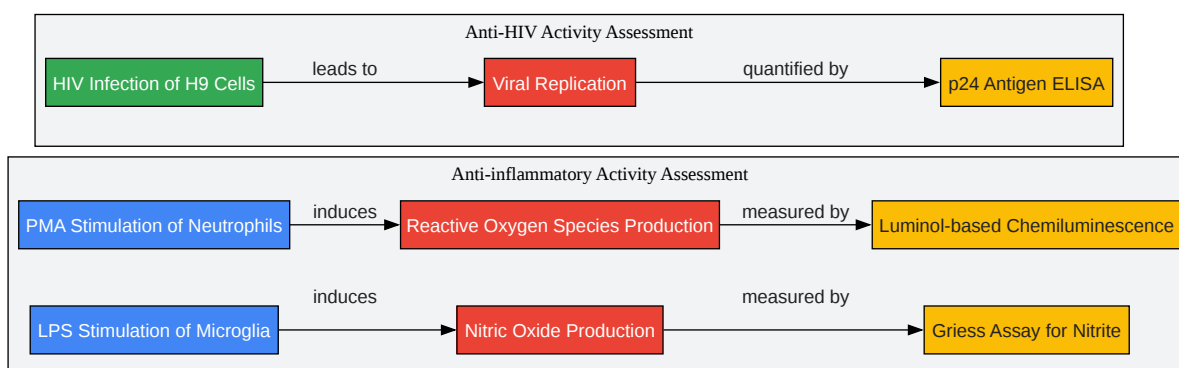 Anti-HIV Activity Assessment
HIV Infection of H9 Cells
leads to
Viral Replication
quantified by
p24 Antigen ELISA
Anti-inflammatory Activity Assessment
PMA Stimulation of Neutrophils
induces
Reactive Oxygen Species Production
measured by
Luminol-based Chemiluminescence
LPS Stimulation of Microglia
induces
Nitric Oxide Production
measured by
Griess Assay for Nitrite